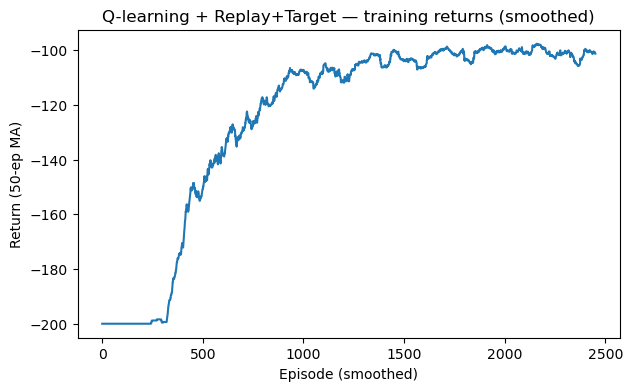 Q-learning + Replay+Target — training returns (smoothed)
Return (50-ep MA)
−100
−120
−140
−160
−180
−200
0 500 1000 1500 2000 2500
Episode (smoothed)